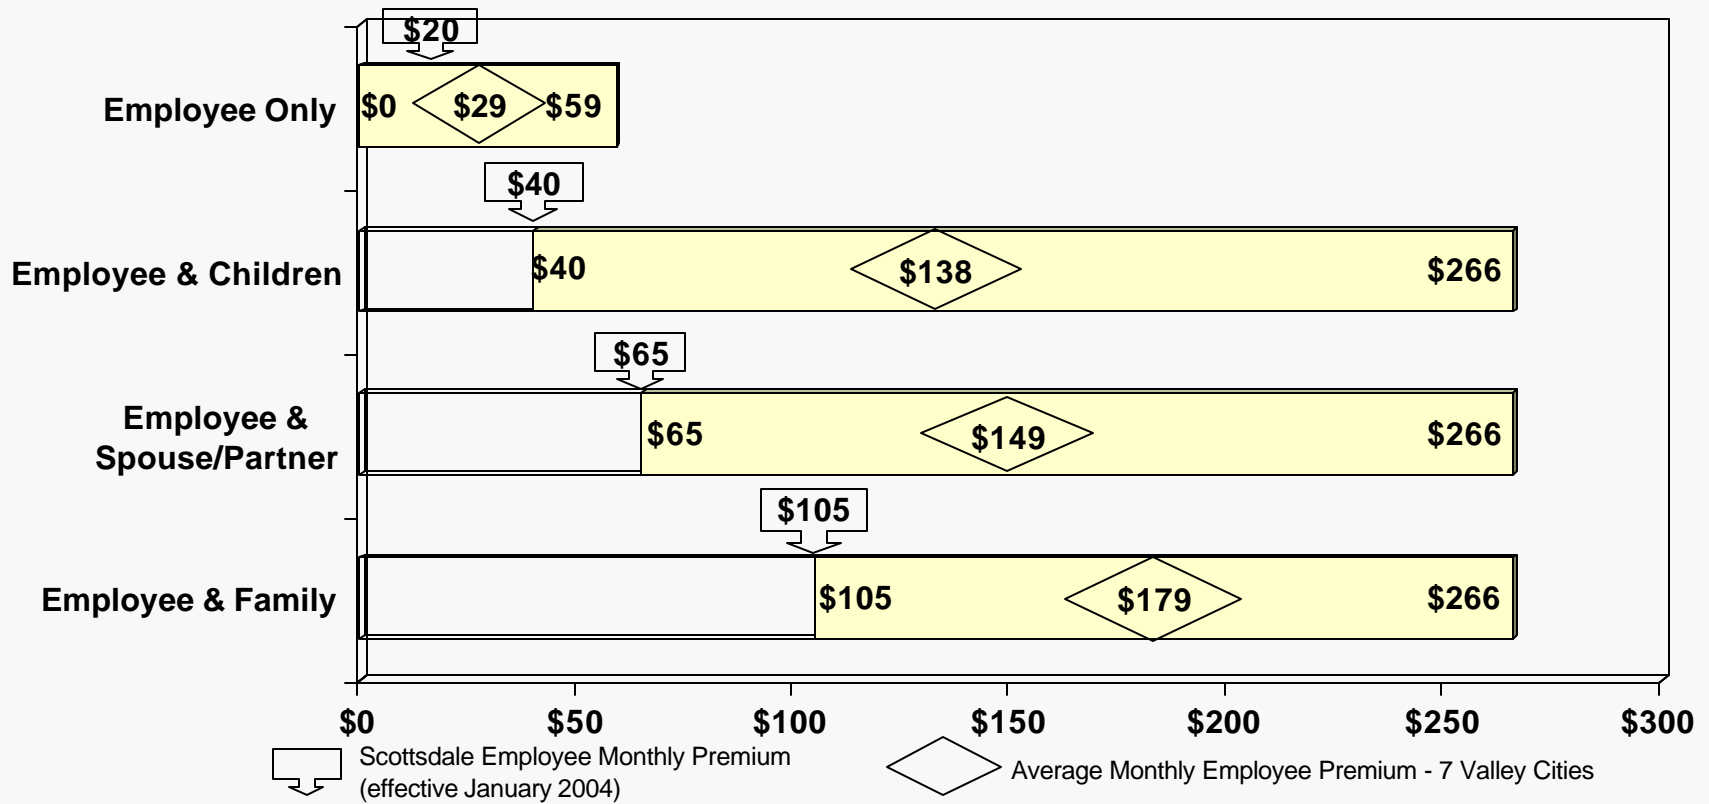 $20
Employee Only
$0
$29
$59
$40
Employee & Children
$40
$138
$266
$65
Employee &
Spouse/Partner
$65
$149
$266
$105
Employee & Family
$105
$179
$266
$0 $50 $100 $150 $200 $250 $300
Scottsdale Employee Monthly Premium
(effective January 2004)
Average Monthly Employee Premium - 7 Valley Cities